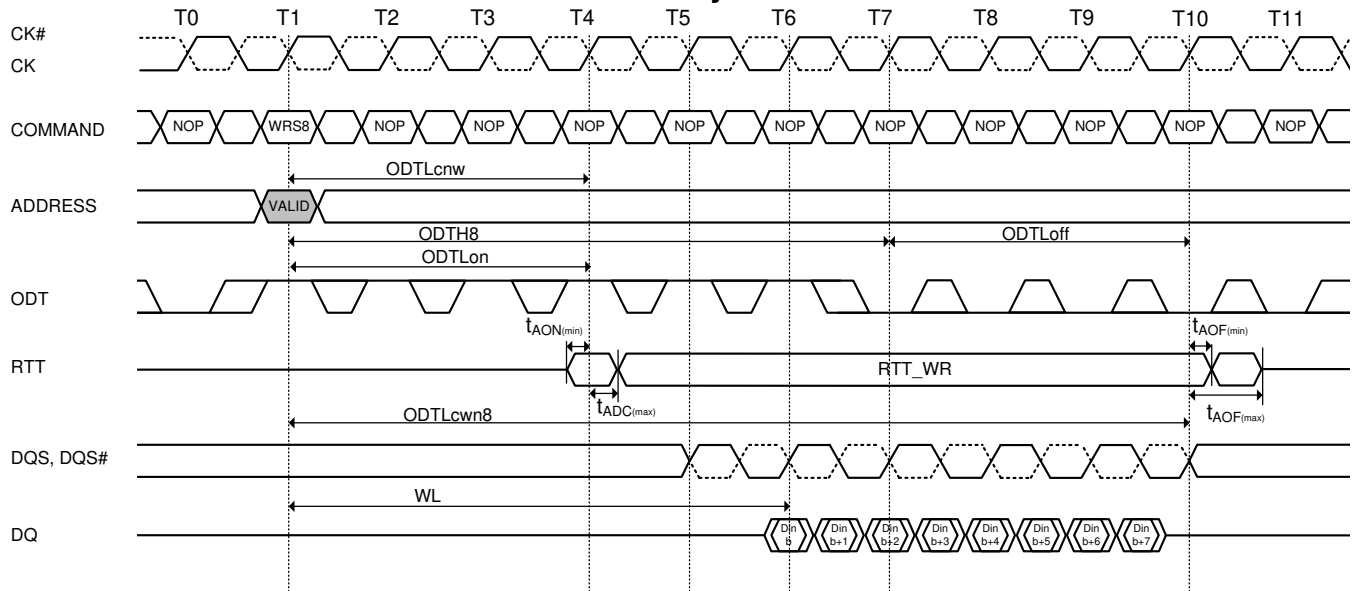 T0 T1 T2 T3 T4 T5 T6 T7 T8 T9 T10 T11
CK#
CK
COMMAND NOP WRS8 NOP NOP NOP NOP NOP NOP NOP NOP NOP NOP
ODTLcnw
ADDRESS VALID
ODTH8 ODTLoff
ODTLon
ODT
tAON(min) tAOF(min)
RTT RTT_WR
tADC(max) tAOF(max)
ODTLcwn8
DQS, DQS#
WL
DQ Din b Din b+1 Din b+2 Din b+3 Din b+4 Din b+5 Din b+6 Din b+7